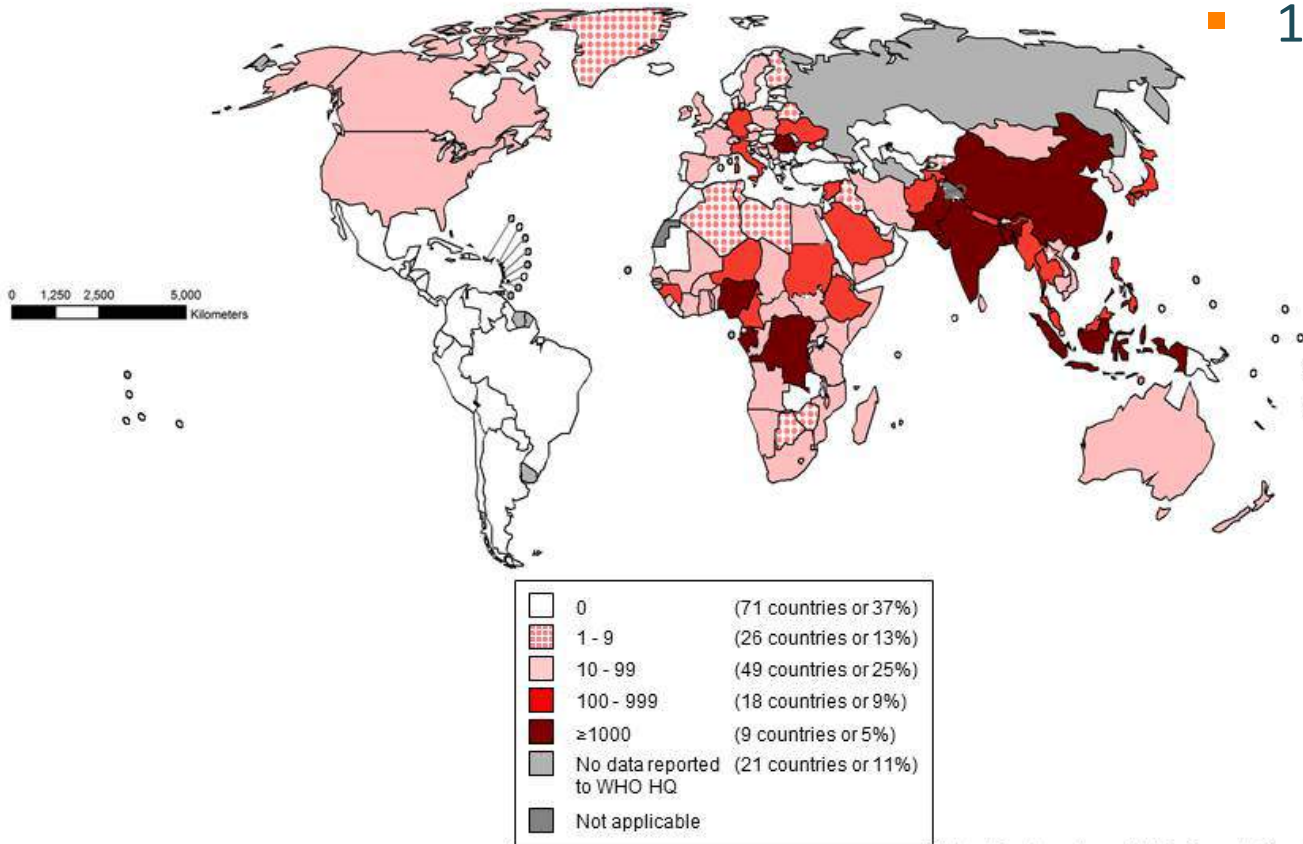 ▪ 1
0 1,250 2,500 5,000
Kilometers
0 (71 countries or 37%)
1 - 9 (26 countries or 13%)
10 - 99 (49 countries or 25%)
100 - 999 (18 countries or 9%)
≥1000 (9 countries or 5%)
No data reported (21 countries or 11%)
to WHO HQ
Not applicable